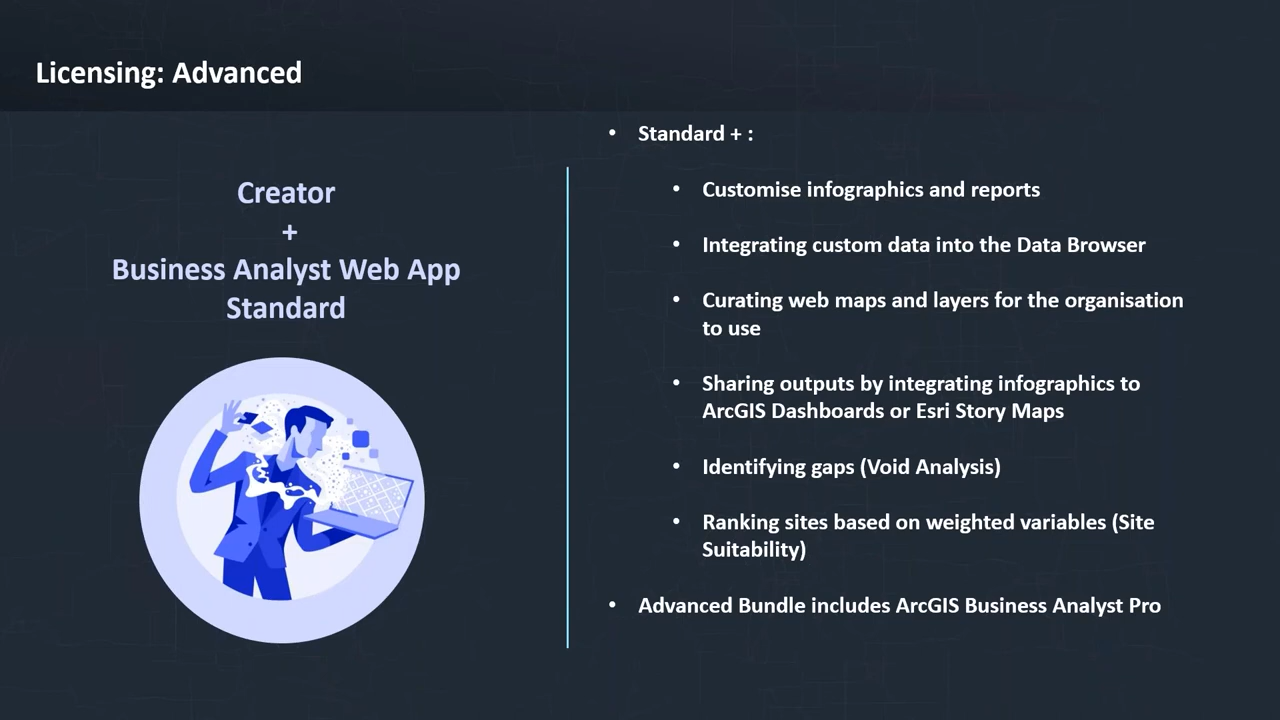 Licensing: Advanced
Creator
+
Business Analyst Web App
Standard
• Standard + :
• Customise infographics and reports
• Integrating custom data into the Data Browser
• Curating web maps and layers for the organisation
to use
• Sharing outputs by integrating infographics to
ArcGIS Dashboards or Esri Story Maps
• Identifying gaps (Void Analysis)
• Ranking sites based on weighted variables (Site
Suitability)
• Advanced Bundle includes ArcGIS Business Analyst Pro